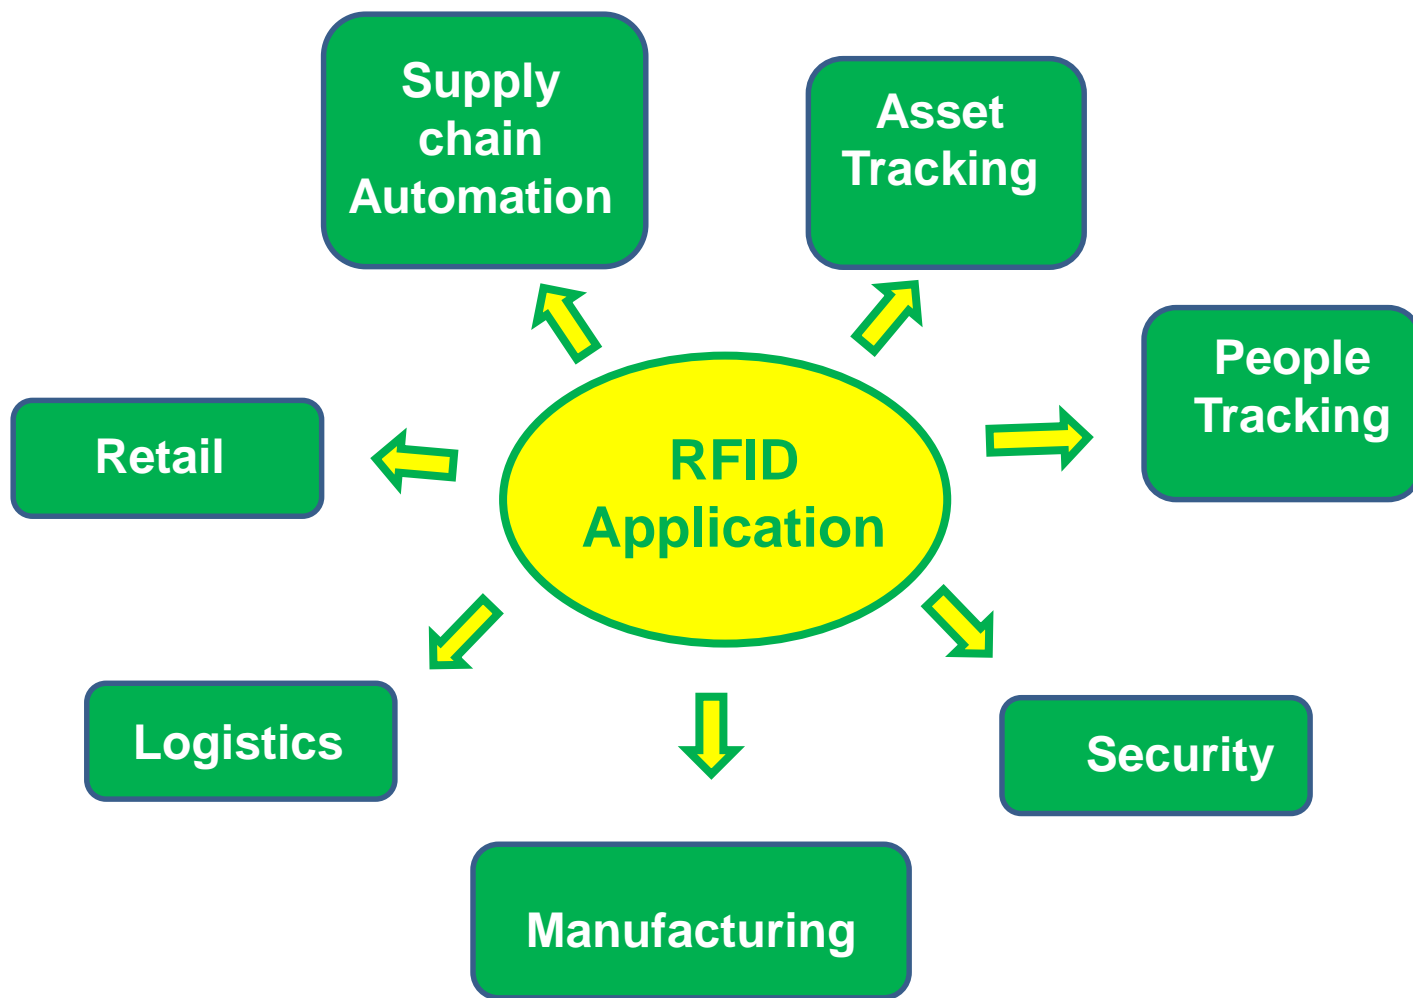 Supply
chain
Automation
Asset
Tracking
People
Tracking
Retail
RFID
Application
Logistics
Security
Manufacturing